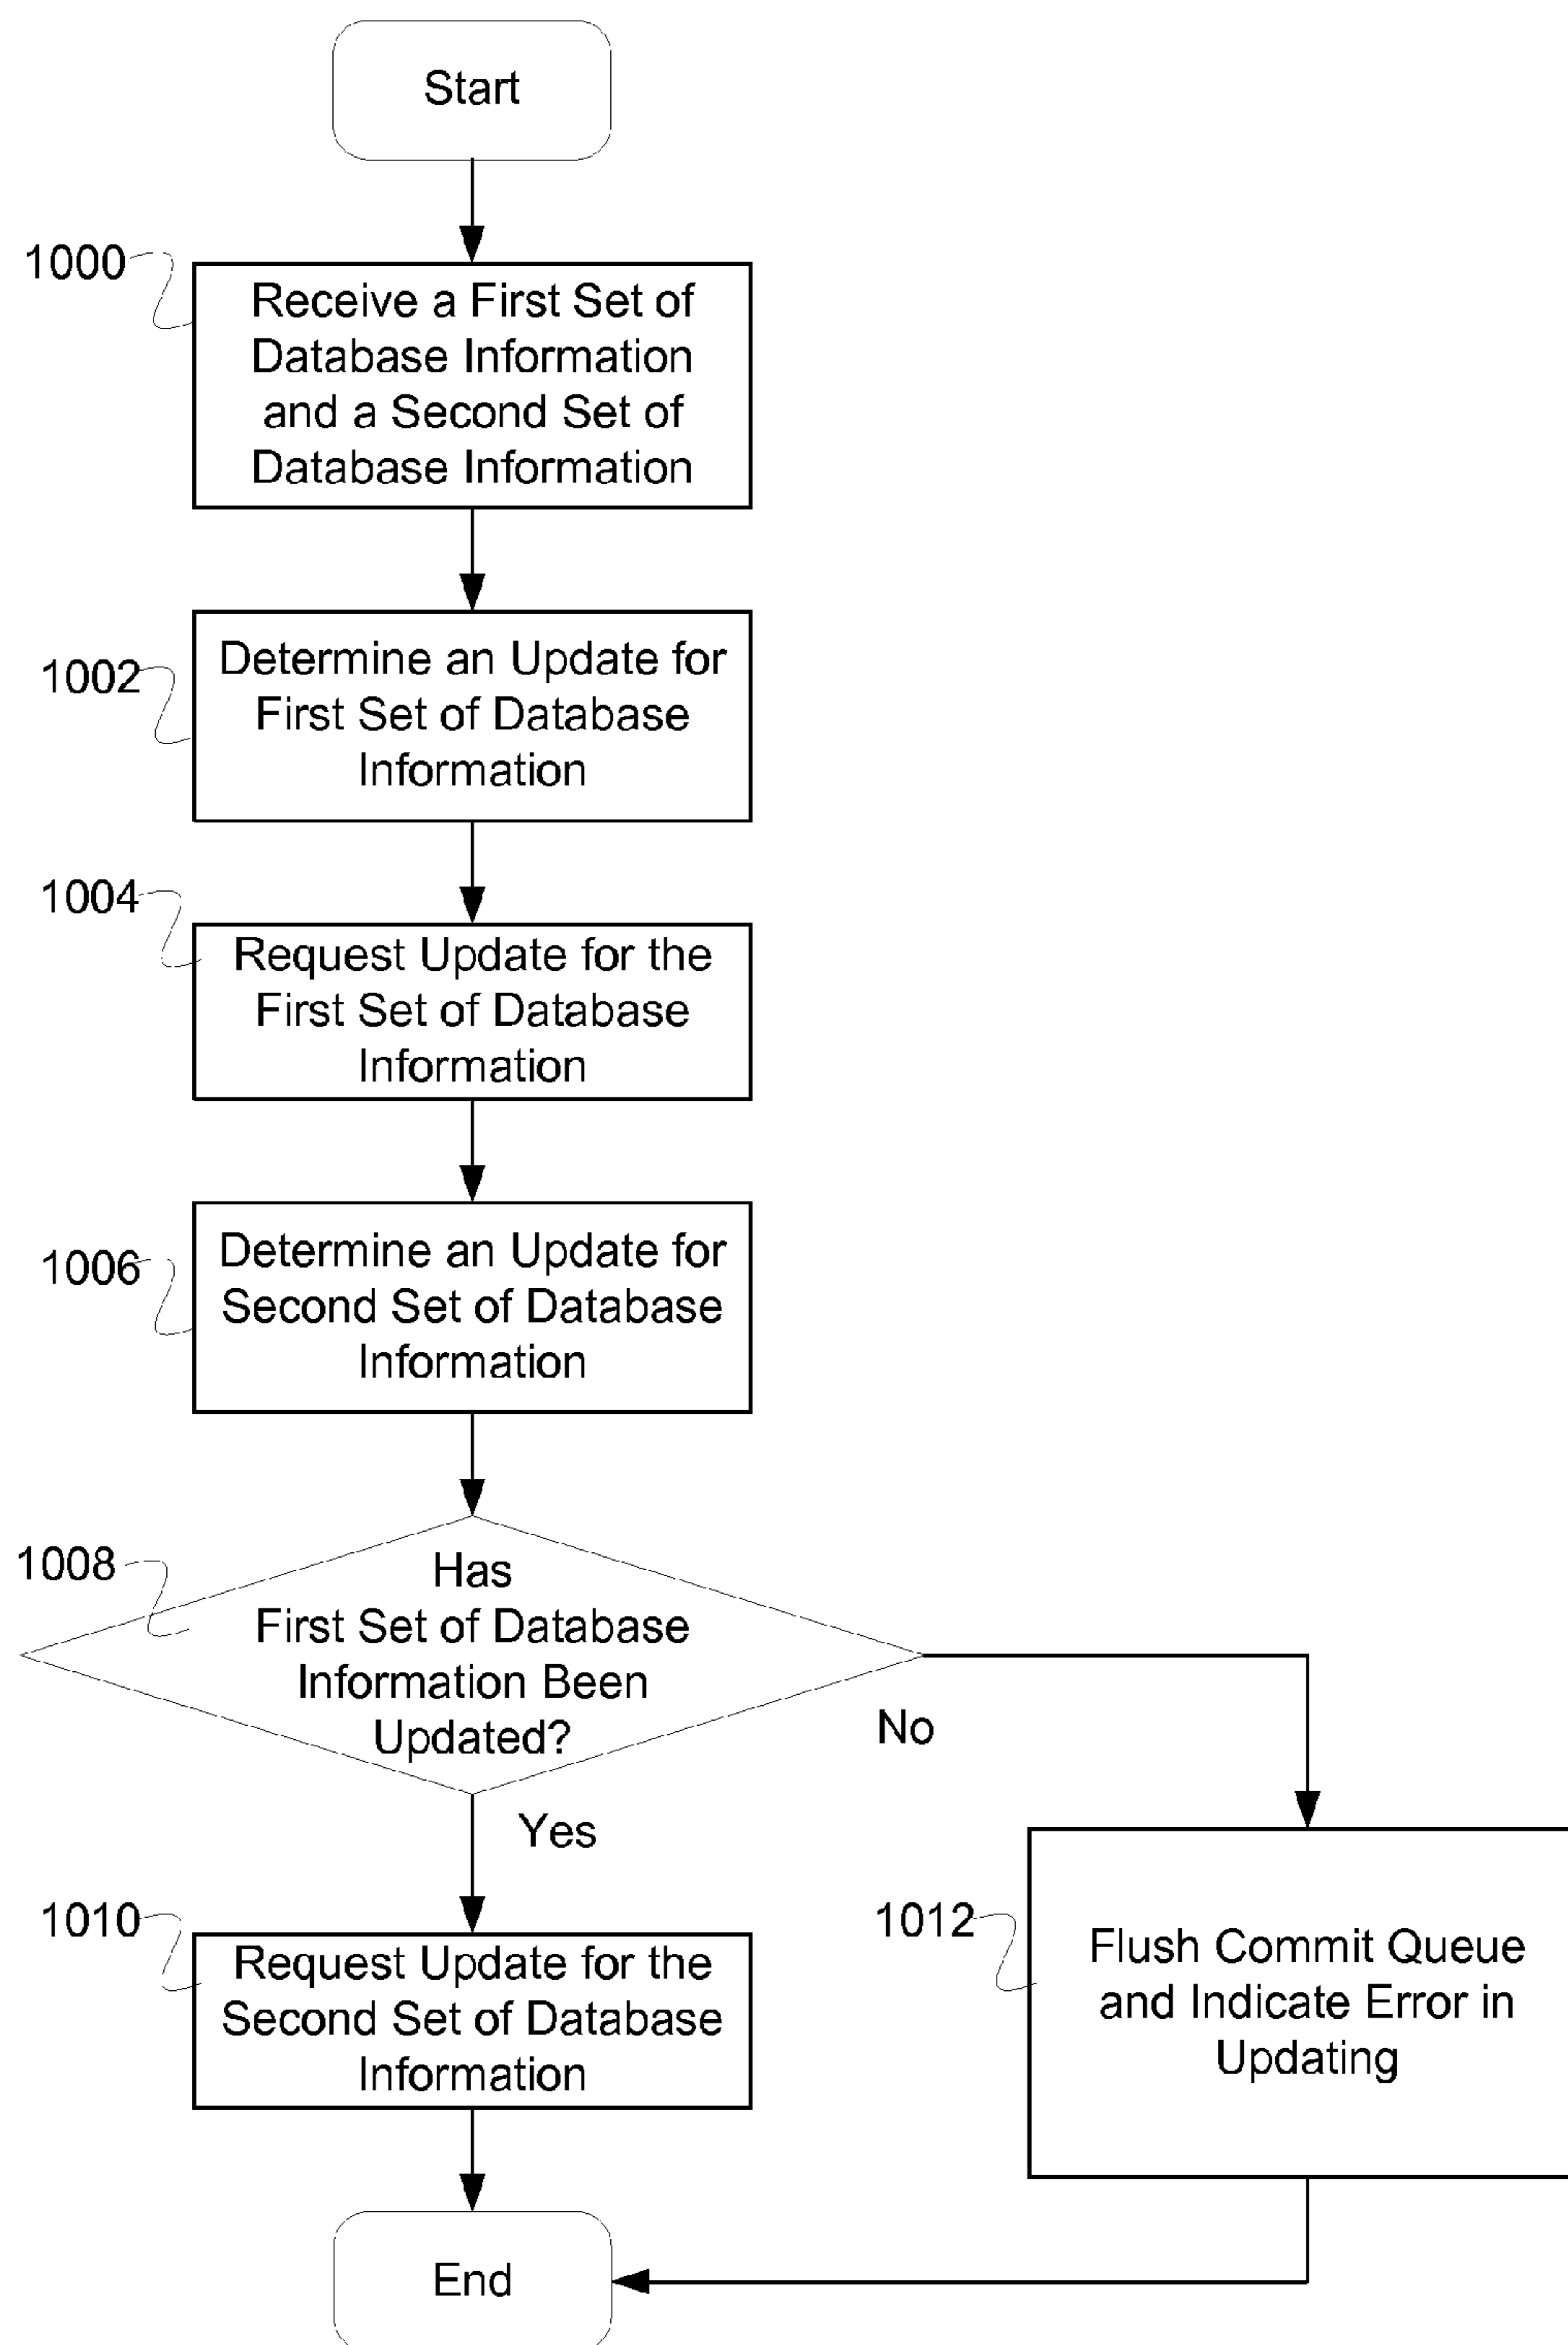 Start
1000
Receive a First Set of
Database Information
and a Second Set of
Database Information
1002
Determine an Update for
First Set of Database
Information
1004
Request Update for the
First Set of Database
Information
1006
Determine an Update for
Second Set of Database
Information
1008
Has
First Set of Database
Information Been
Updated?
No
Yes
1010
Request Update for the
Second Set of Database
Information
1012
Flush Commit Queue
and Indicate Error in
Updating
End